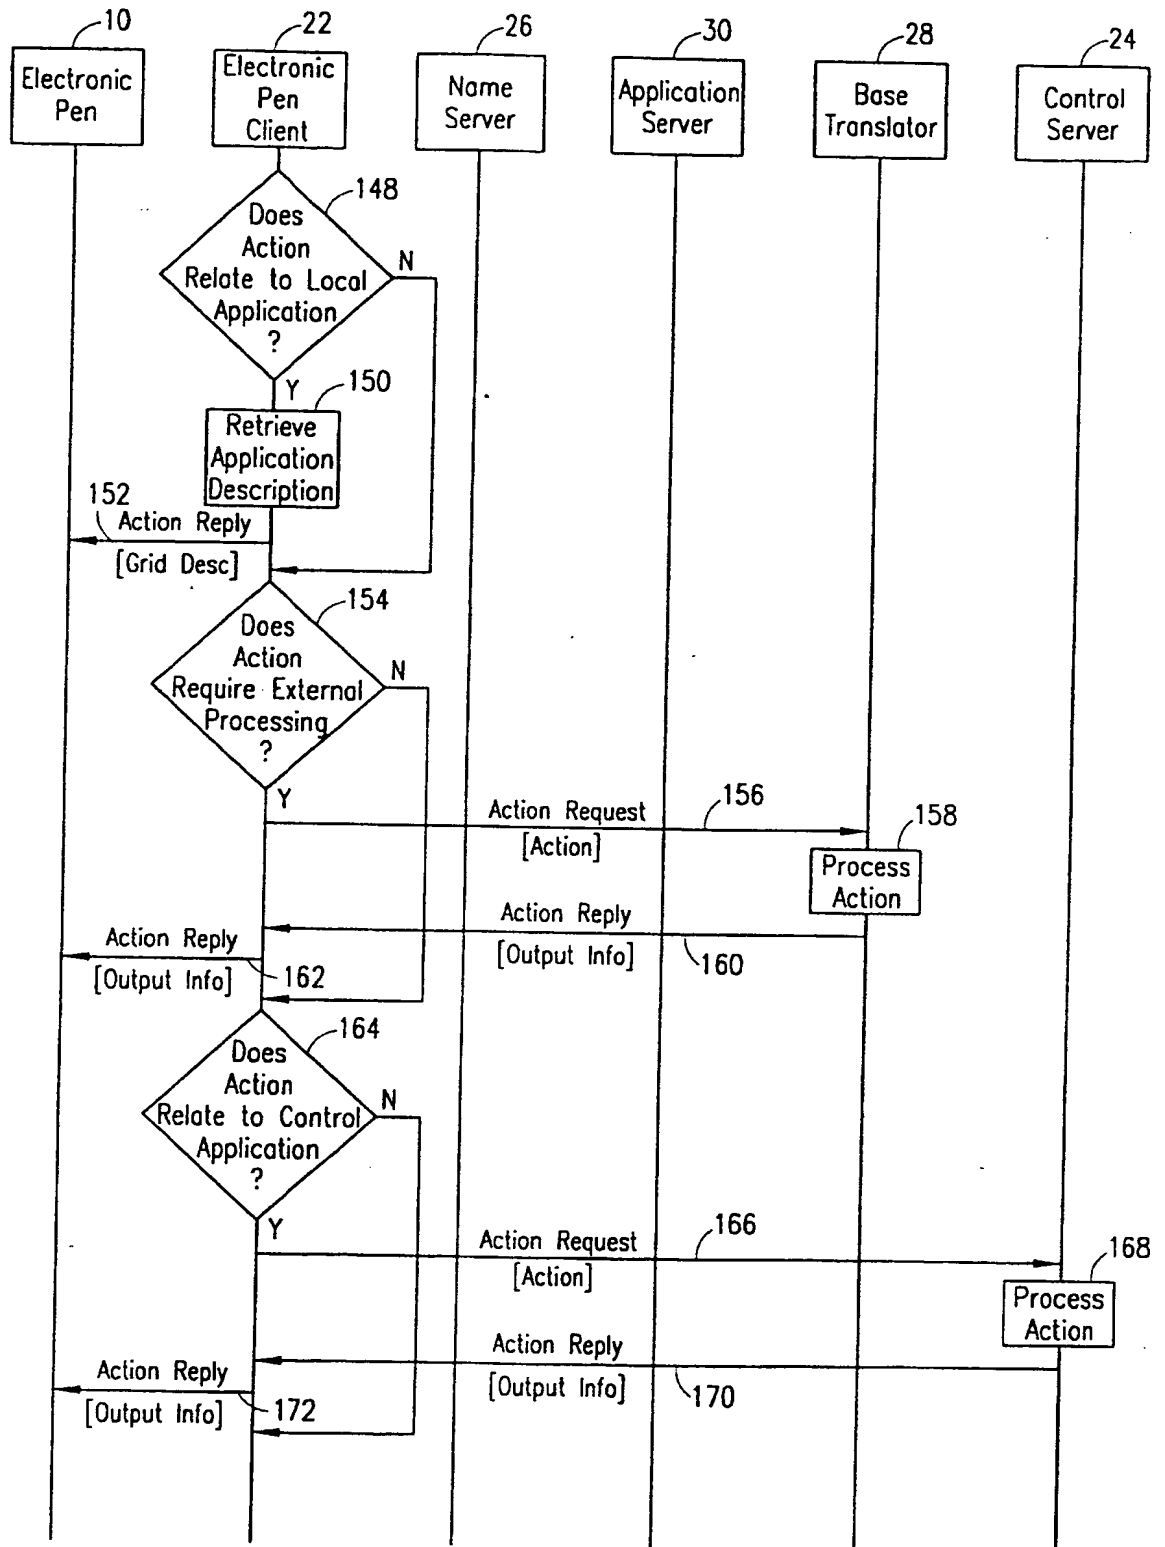 10
22
26
30
28
24
Electronic
Pen
Electronic
Pen
Client
Name
Server
Application
Server
Base
Translator
Control
Server
148
Does
Action
Relate to Local
Application
?
N
Y
150
Retrieve
Application
Description
152
Action Reply
[Grid Desc]
154
Does
Action
Require External
Processing
?
N
Y
Action Request
156
[Action]
158
Process
Action
Action Reply
[Output Info]
160
Action Reply
[Output Info]
162
164
Does
Action
Relate to Control
Application
?
N
Y
Action Request
166
[Action]
168
Process
Action
Action Reply
[Output Info]
170
Action Reply
[Output Info]
172